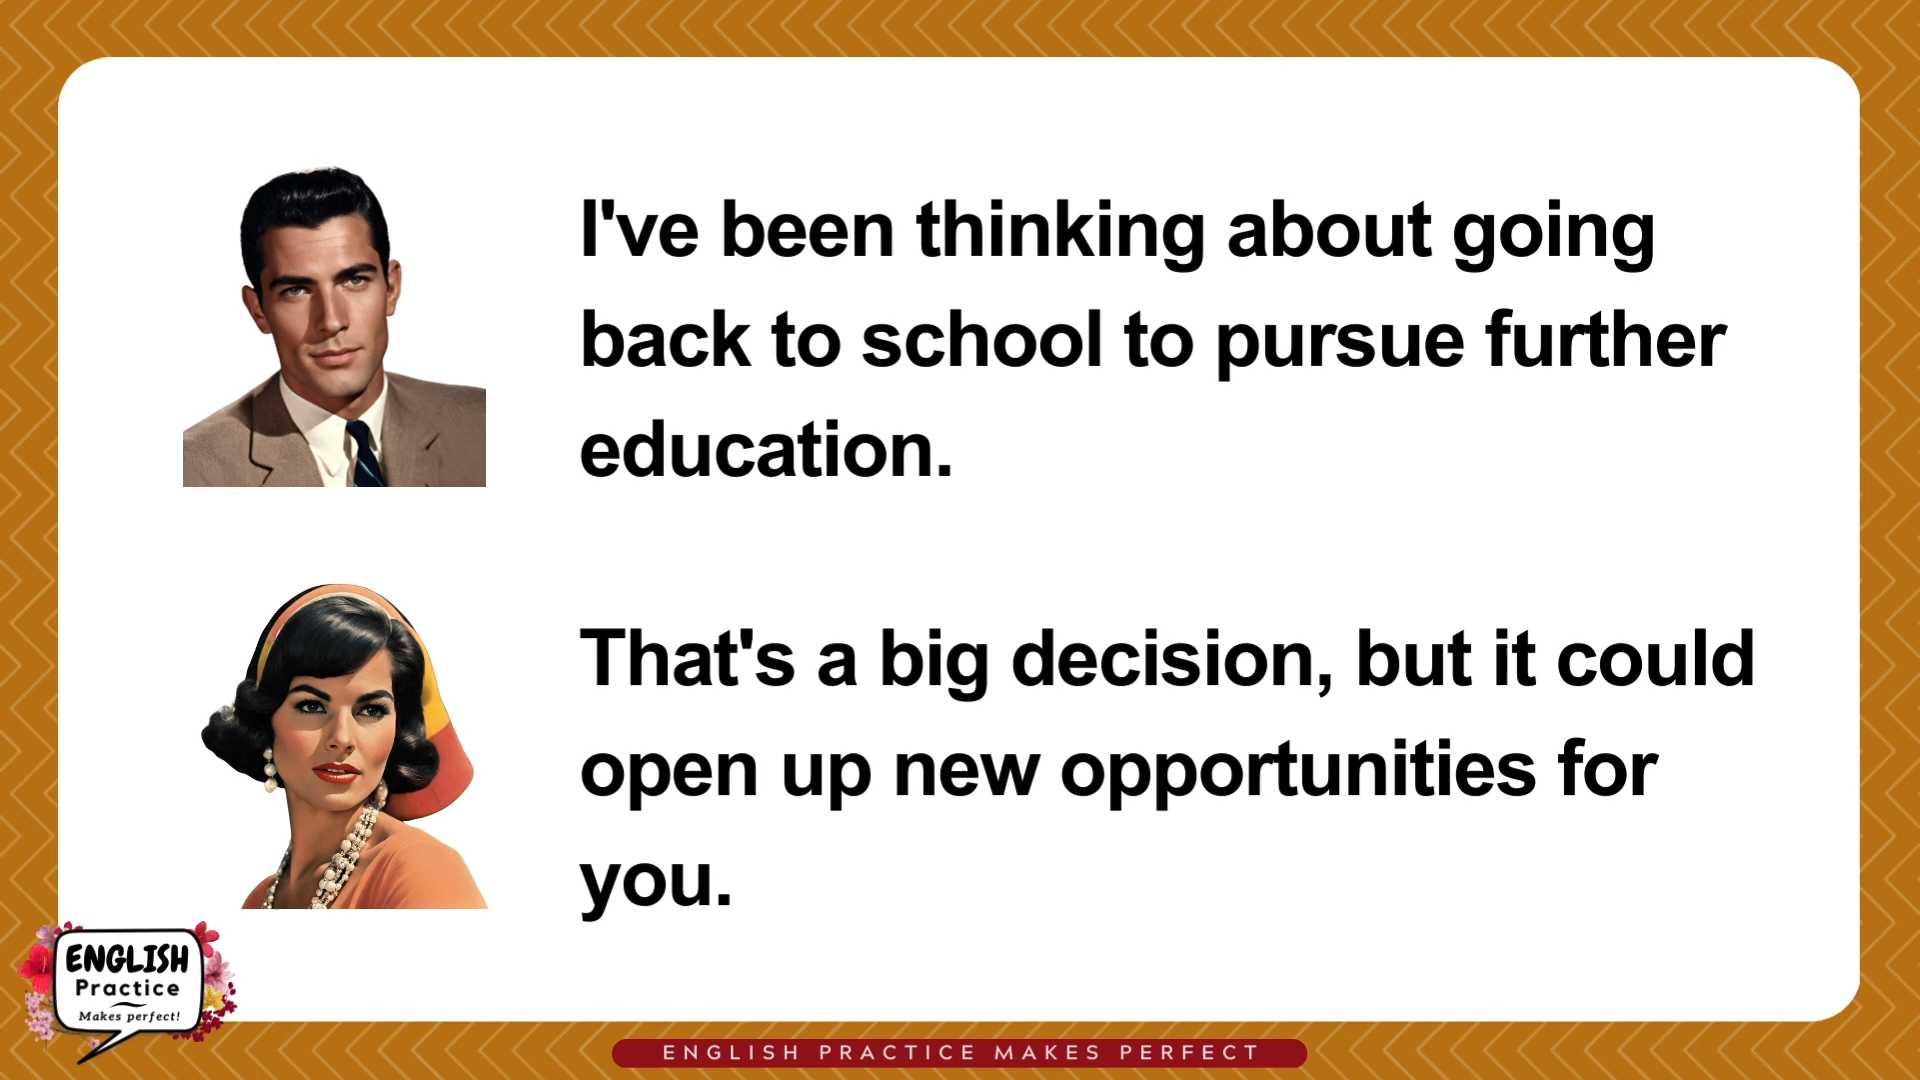 I've been thinking about going
back to school to pursue further
education.
That's a big decision, but it could
open up new opportunities for
you.
ENGLISH
Practice
Makes perfect!
ENGLISH PRACTICE MAKES PERFECT